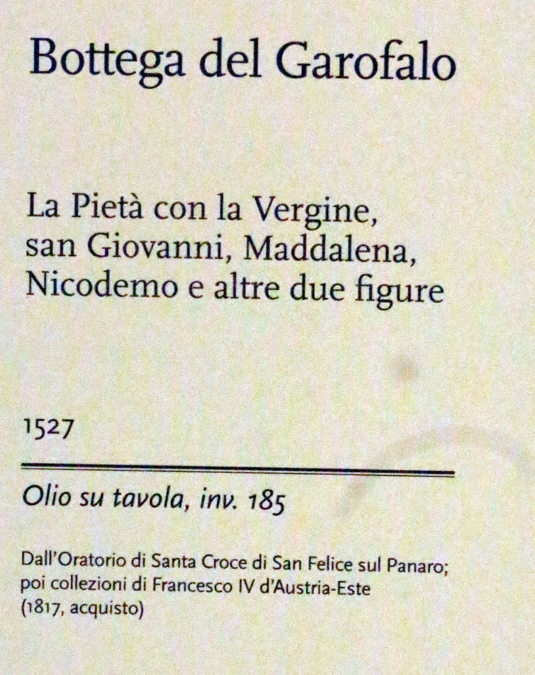 Bottega del Garofalo
La Pietà con la Vergine,
san Giovanni, Maddalena,
Nicodemo e altre due figure
1527
Olio su tavola, inv. 185
Dall'Oratorio di Santa Croce di San Felice sul Panaro;
poi collezioni di Francesco IV d'Austria-Este
(1817, acquisto)